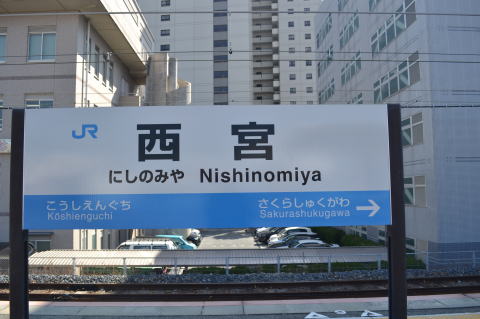 JR
西宮
にしのみや Nishinomiya
こうしえんぐち さくらしゅくがわ
Kōshienguchi Sakurashukugawa